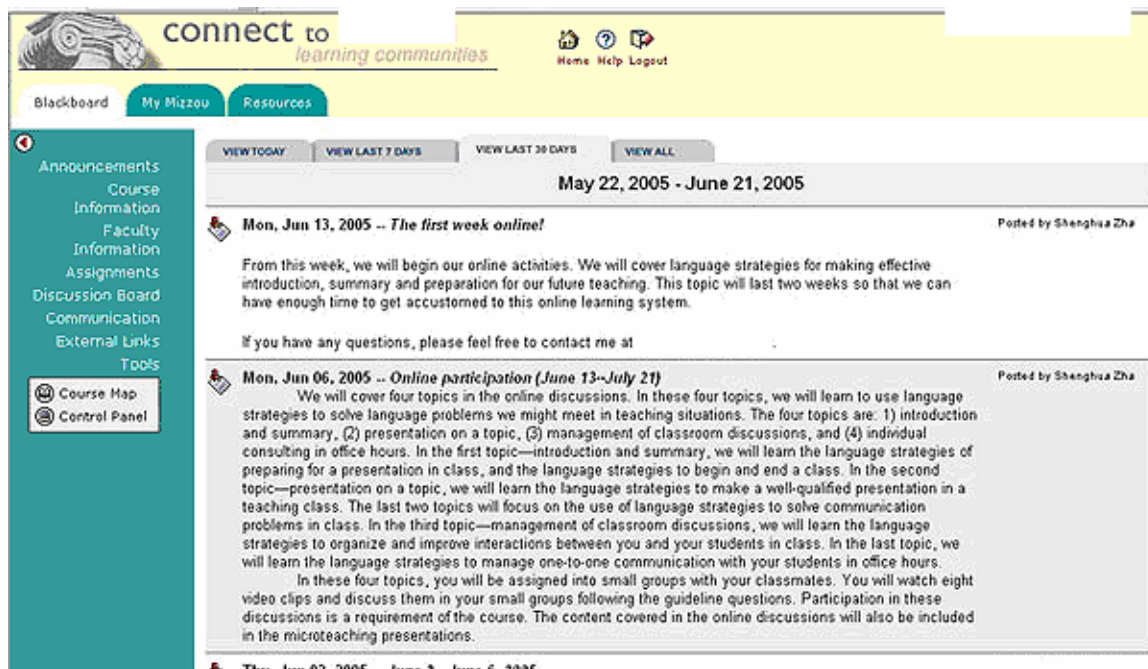 connect to
learning communities
Home Help Logout
Blackboard My Mizzou Resources
Announcements
Course
Information
Faculty
Information
Assignments
Discussion Board
Communication
External Links
Tools
Course Map
Control Panel
VIEW TODAY VIEW LAST 7 DAYS VIEW LAST 30 DAYS VIEW ALL
May 22, 2005 - June 21, 2005
Mon, Jun 13, 2005 -- The first week online! Posted by Shenghua Zha
From this week, we will begin our online activities. We will cover language strategies for making effective
introduction, summary and preparation for our future teaching. This topic will last two weeks so that we can
have enough time to get accustomed to this online learning system.
If you have any questions, please feel free to contact me at .
Mon, Jun 06, 2005 -- Online participation (June 13--July 21) Posted by Shenghua Zha
We will cover four topics in the online discussions. In these four topics, we will learn to use language
strategies to solve language problems we might meet in teaching situations. The four topics are: 1) introduction
and summary, (2) presentation on a topic, (3) management of classroom discussions, and (4) individual
consulting in office hours. In the first topic—introduction and summary, we will learn the language strategies of
preparing for a presentation in class, and the language strategies to begin and end a class. In the second
topic—presentation on a topic, we will learn the language strategies to make a well-qualified presentation in a
teaching class. The last two topics will focus on the use of language strategies to solve communication
problems in class. In the third topic—management of classroom discussions, we will learn the language
strategies to organize and improve interactions between you and your students in class. In the last topic, we
will learn the language strategies to manage one-to-one communication with your students in office hours.
In these four topics, you will be assigned into small groups with your classmates. You will watch eight
video clips and discuss them in your small groups following the guideline questions. Participation in these
discussions is a requirement of the course. The content covered in the online discussions will also be included
in the microteaching presentations.